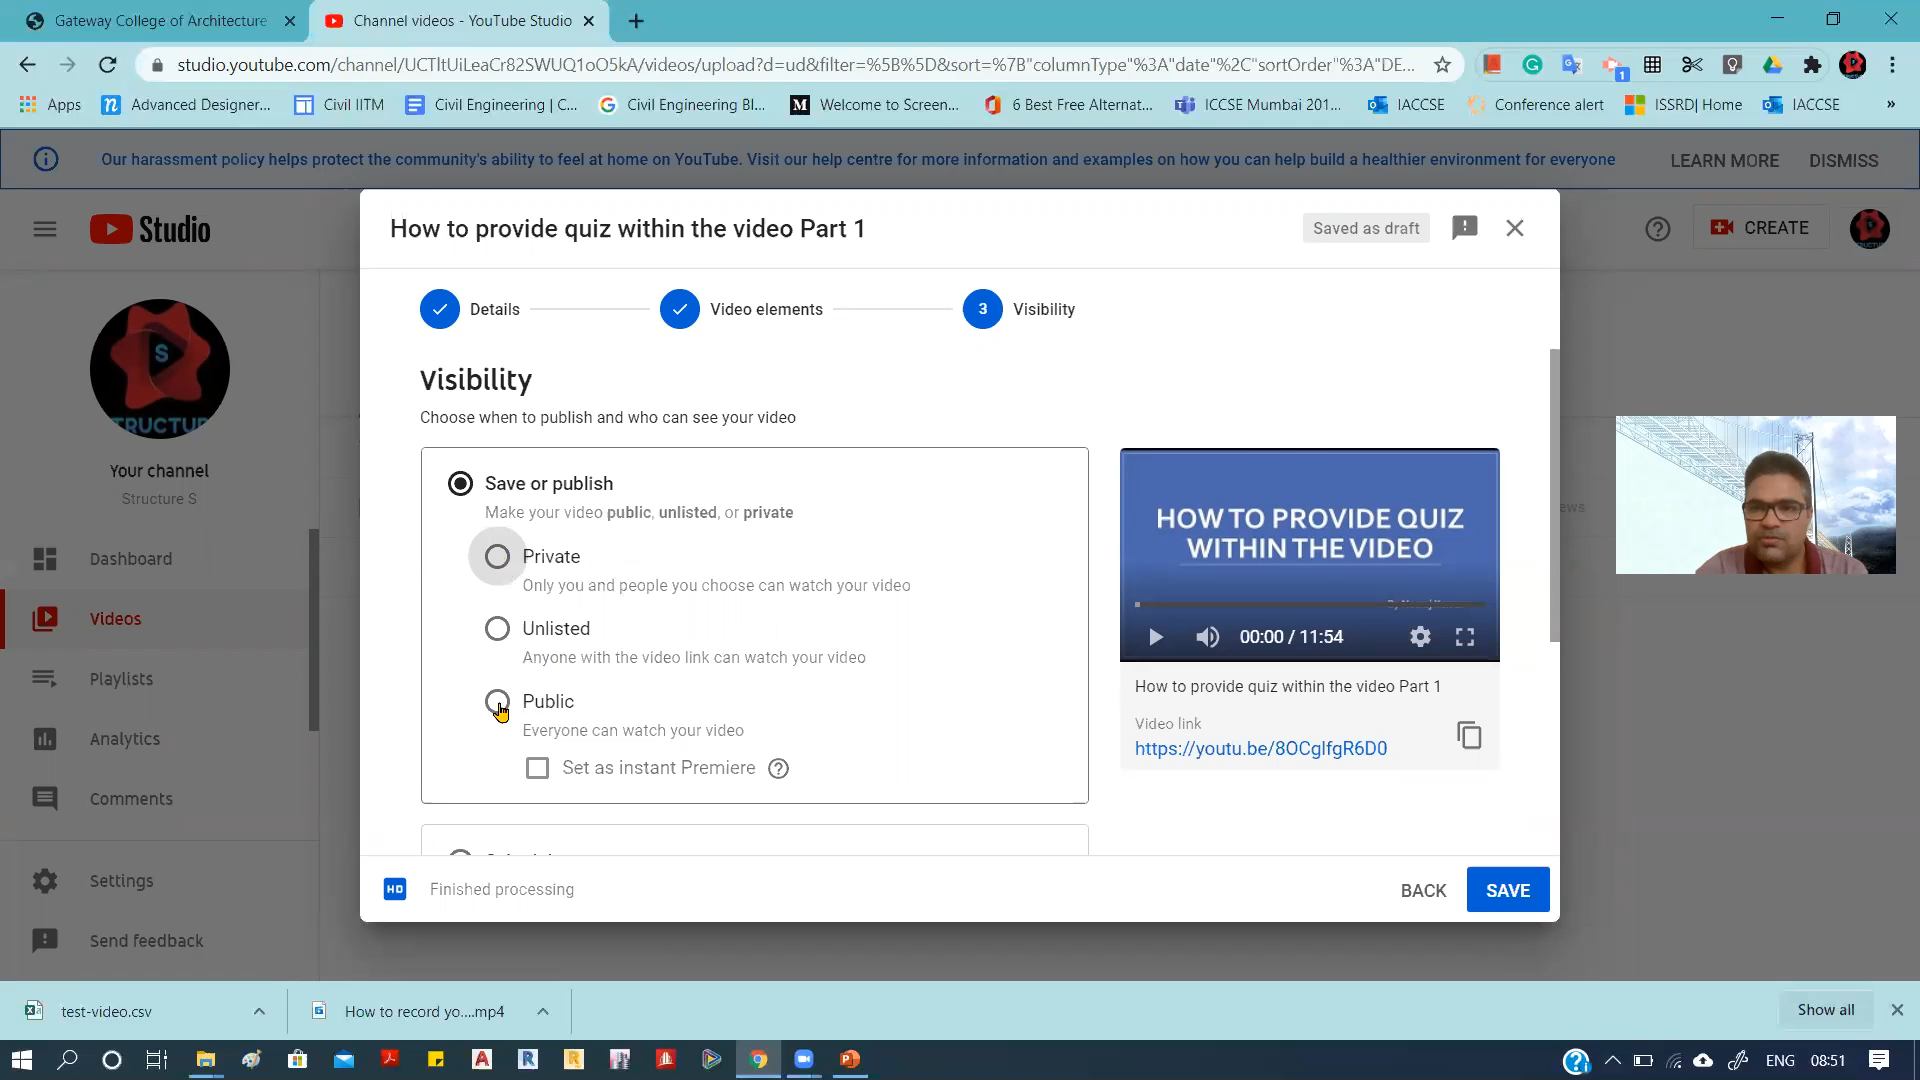 Gateway College of Architecture
Channel videos - YouTube Studio
studio.youtube.com/channel/UCTltUiLeaCr82SWUQ1oO5kA/videos/upload?d=ud&filter=%5B%5D&sort=%7B"columnType"%3A"date"%2C"sortOrder"%3A"DE...
1
Apps
Advanced Designer...
Civil IITM
Civil Engineering | C...
Civil Engineering Bl...
Welcome to Screen...
6 Best Free Alternat...
ICCSE Mumbai 201...
IACCSE
Conference alert
ISSRD| Home
IACCSE
»
Our harassment policy helps protect the community's ability to feel at home on YouTube. Visit our help centre for more information and examples on how you can help build a healthier environment for everyone
LEARN MORE
DISMISS
Studio
CREATE
How to provide quiz within the video Part 1
Saved as draft
Details
Video elements
3
Visibility
S
TRUCTUR
Your channel
Structure S
Dashboard
Videos
Playlists
Analytics
Comments
Settings
Send feedback
Visibility
Choose when to publish and who can see your video
Save or publish
Make your video public, unlisted, or private
Private
Only you and people you choose can watch your video
Unlisted
Anyone with the video link can watch your video
Public
Everyone can watch your video
Set as instant Premiere
HOW TO PROVIDE QUIZ
WITHIN THE VIDEO
00:00 / 11:54
How to provide quiz within the video Part 1
Video link
https://youtu.be/8OCglfgR6D0
HD
Finished processing
BACK
SAVE
test-video.csv
How to record yo....mp4
Show all
ENG
08:51